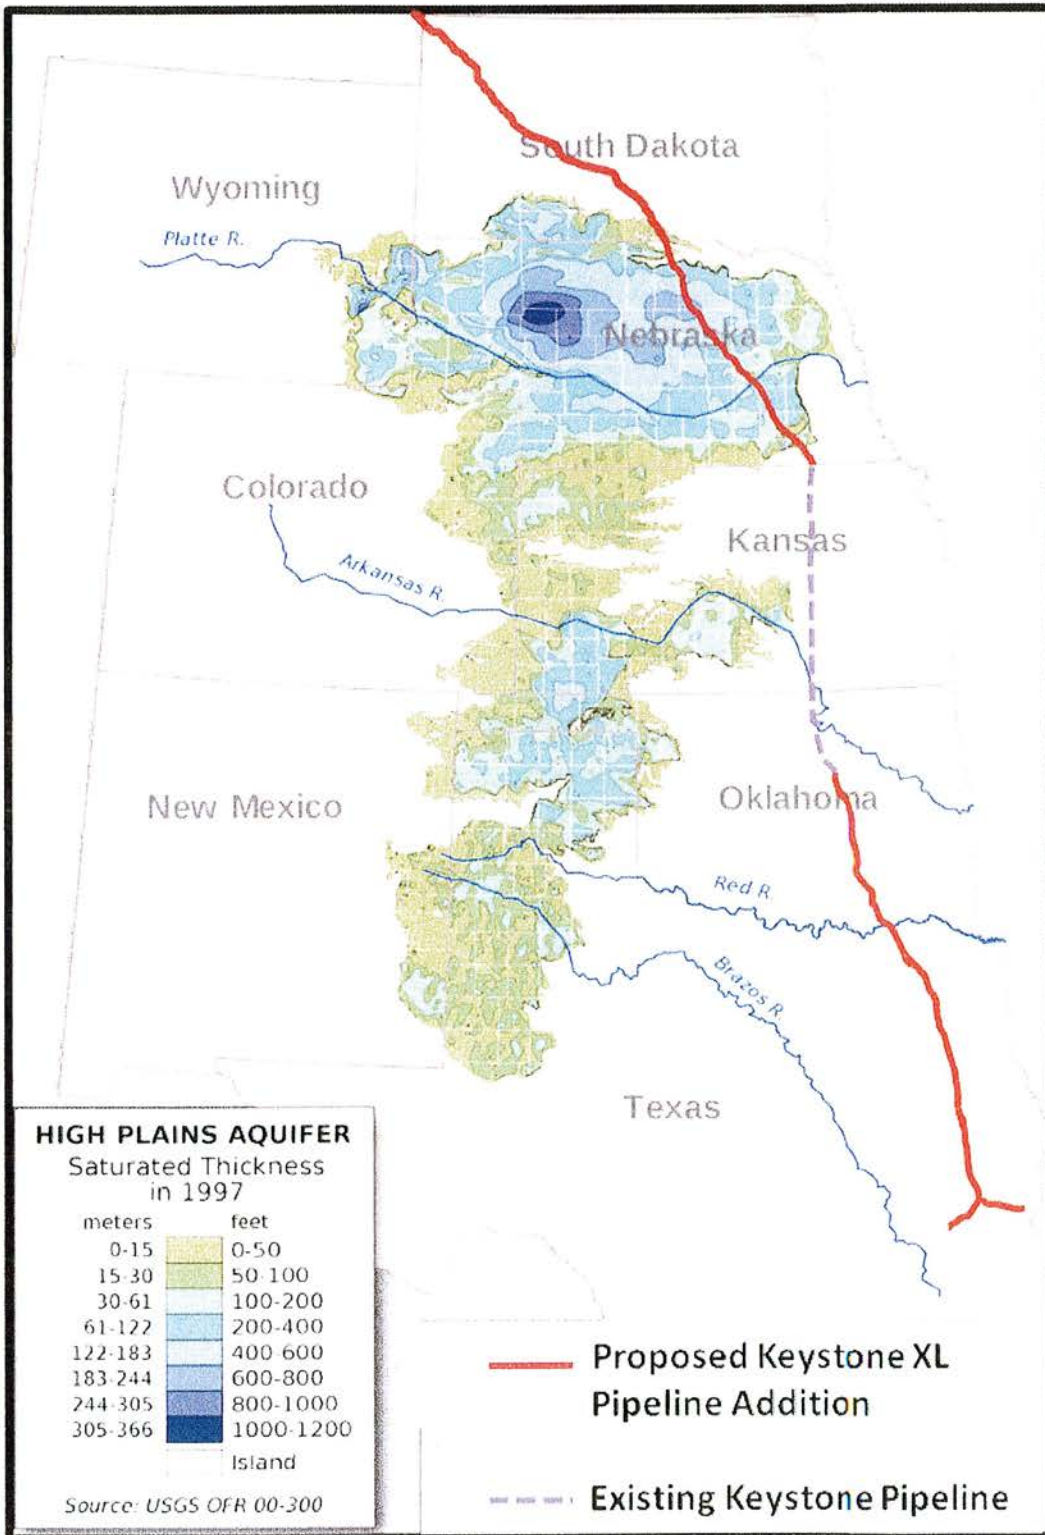 South Dakota
Wyoming
Platte R.
Nebraska
Colorado
Kansas
Arkansas R.
New Mexico
Oklahoma
Red R.
Brazos R.
Texas
HIGH PLAINS AQUIFER
Saturated Thickness
in 1997
meters feet
0-15 0-50
15-30 50-100
30-61 100-200
61-122 200-400
122-183 400-600
183-244 600-800
244-305 800-1000
305-366 1000-1200
Island
Source: USGS OFR 00-300
Proposed Keystone XL
Pipeline Addition
Existing Keystone Pipeline